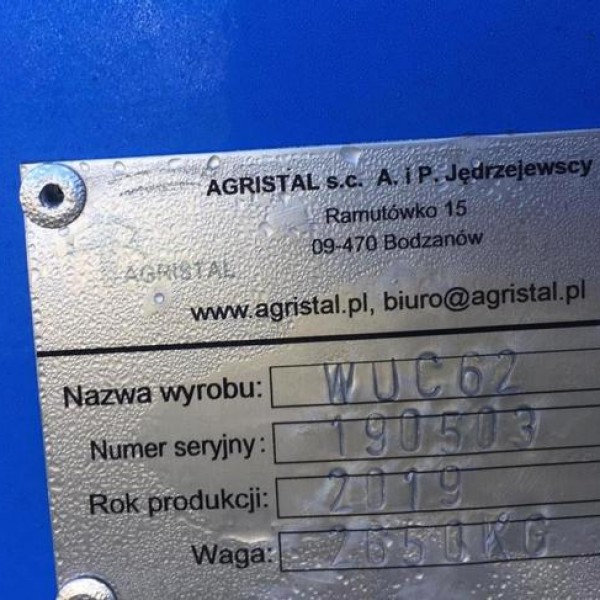 AGRISTAL s.c. A. i P. Jędrzejewscy
Ramutówko 15
09-470 Bodzanów
AGRISTAL
www.agristal.pl, biuro@agristal.pl
Nazwa wyrobu: WUC62
Numer seryjny: 190503
Rok produkcji: 2019
Waga: 2650KG